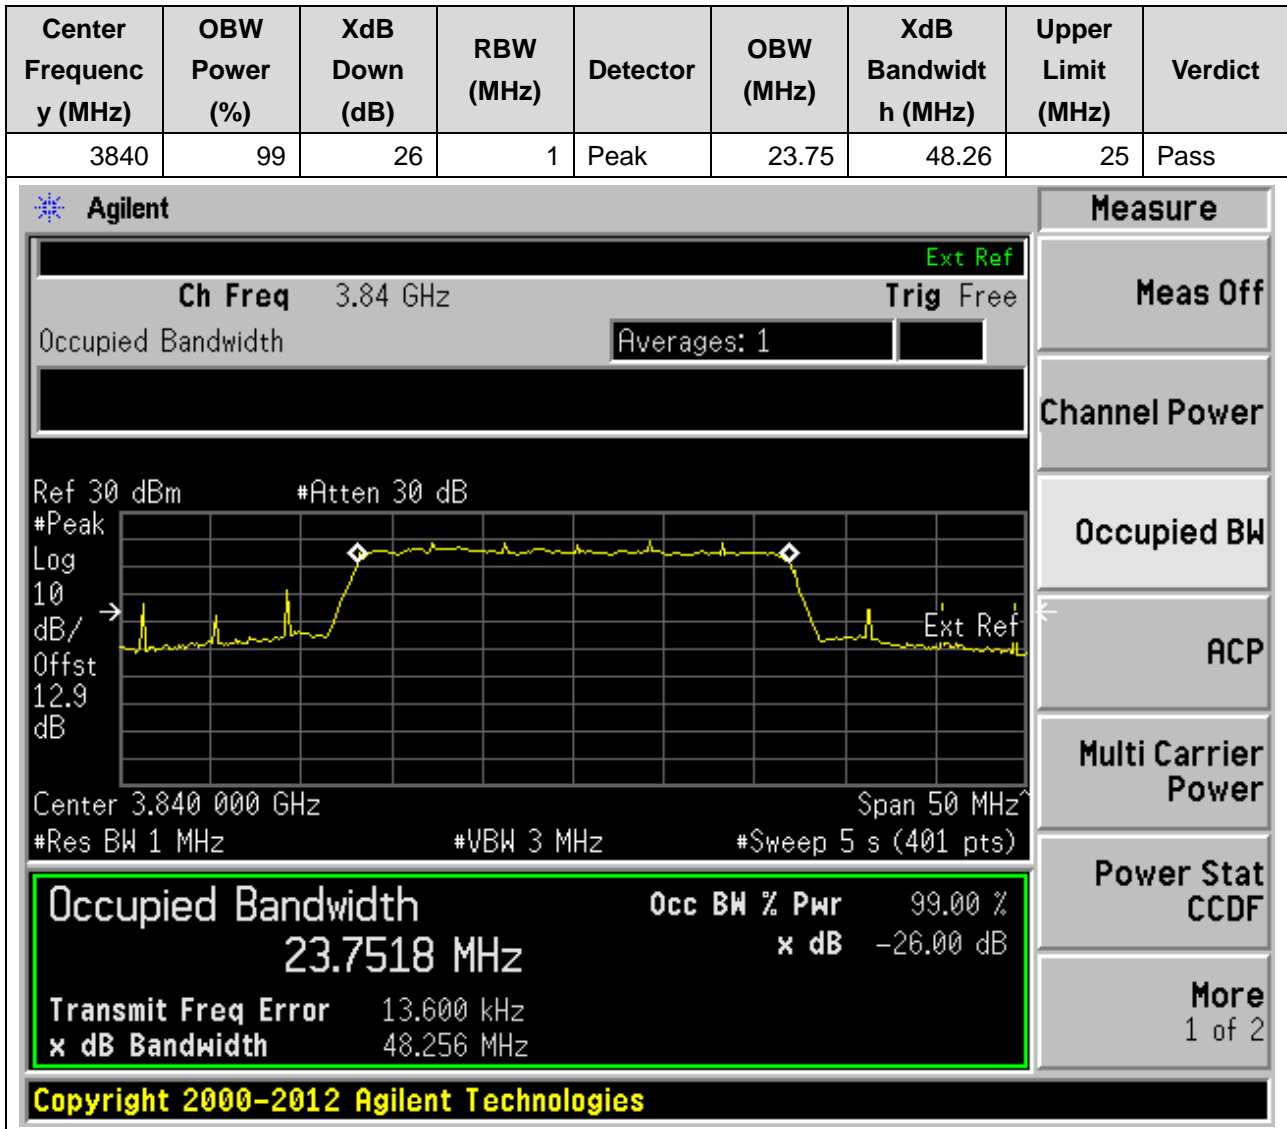 Center Frequenc y (MHz) OBW Power (%) XdB Down (dB) RBW (MHz) Detector OBW (MHz) XdB Bandwidt h (MHz) Upper Limit (MHz) Verdict
3840 99 26 1 Peak 23.75 48.26 25 Pass
Agilent
Measure
Ext Ref
Ch Freq 3.84 GHz Trig Free
Meas Off
Occupied Bandwidth Averages: 1
Channel Power
Ref 30 dBm #Atten 30 dB
#Peak
Log
10
dB/
Offst
12.9
dB
Ext Ref
Occupied BW
ACP
Multi Carrier
Power
Center 3.840 000 GHz Span 50 MHz^
#Res BW 1 MHz #VBW 3 MHz #Sweep 5 s (401 pts)
Power Stat
CCDF
Occupied Bandwidth Occ BW % Pwr 99.00 %
23.7518 MHz x dB -26.00 dB
Transmit Freq Error 13.600 kHz
x dB Bandwidth 48.256 MHz
More
1 of 2
Copyright 2000-2012 Agilent Technologies